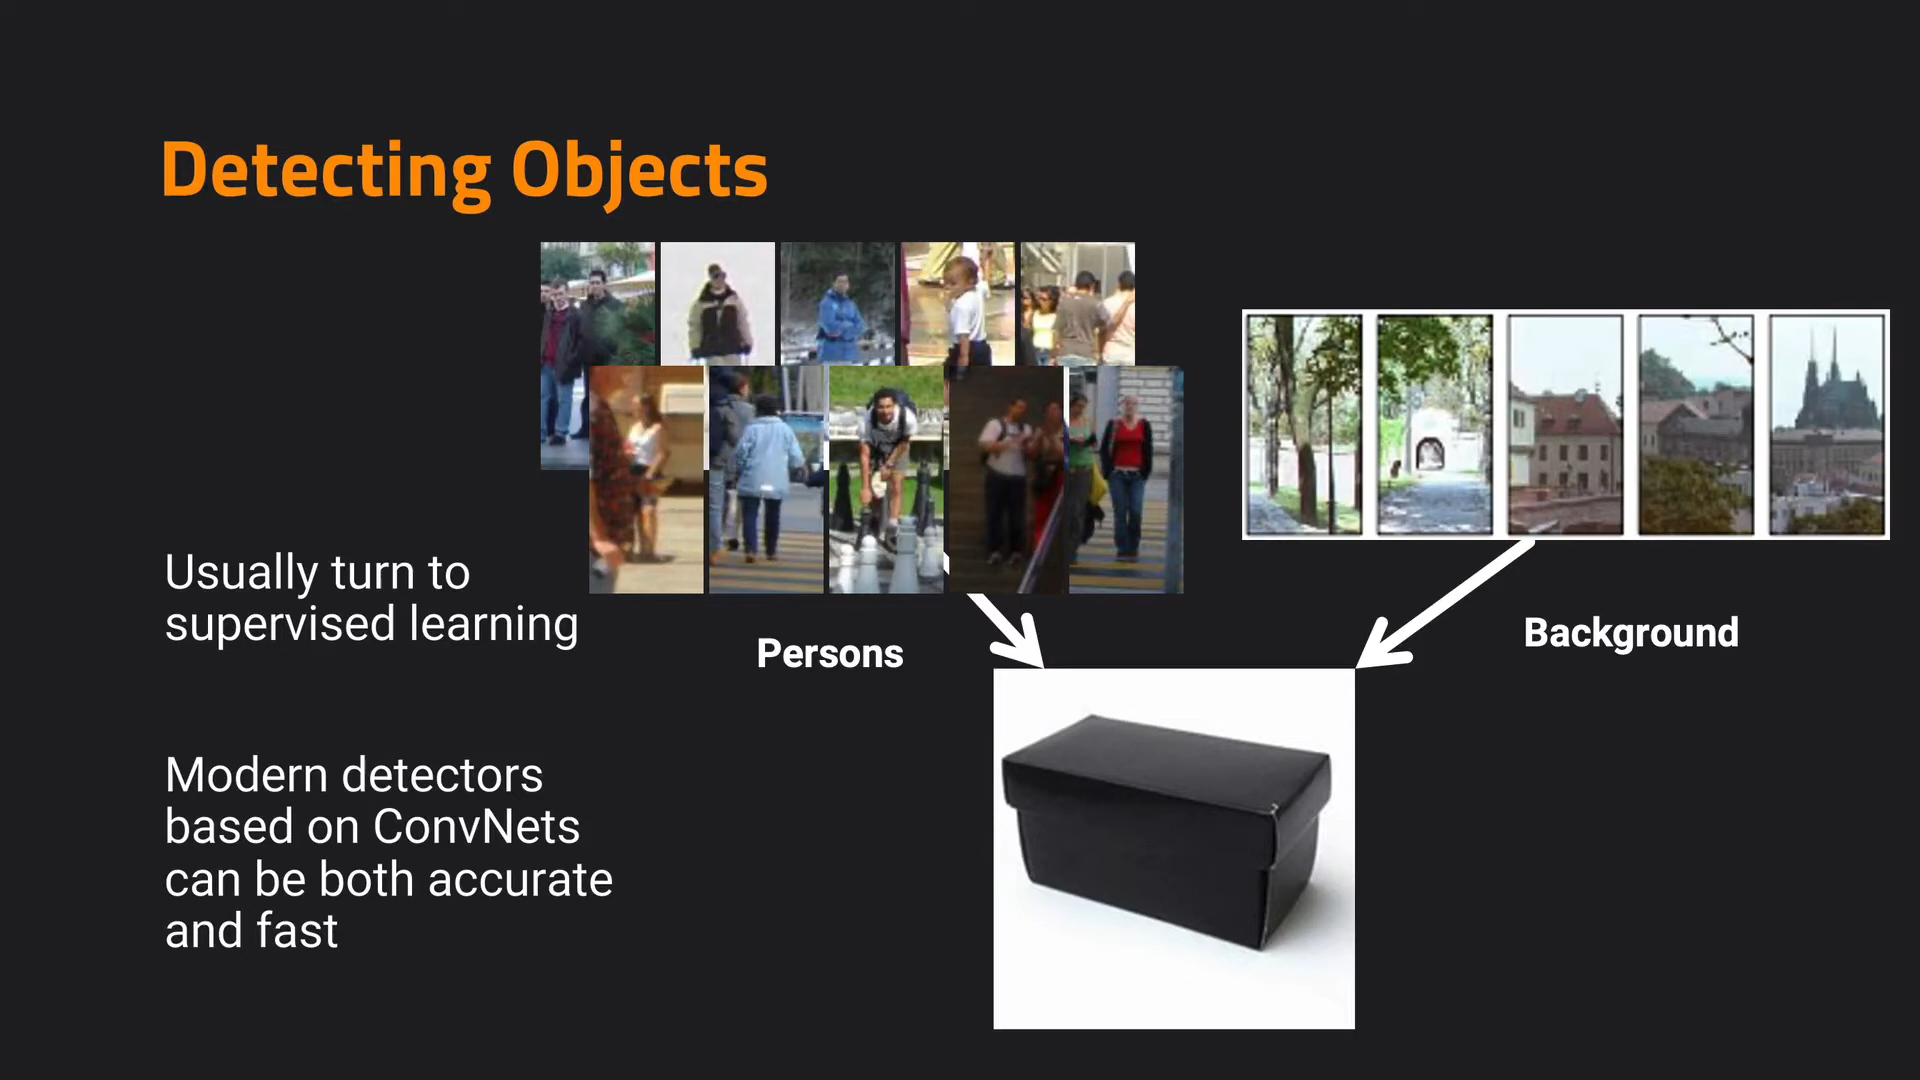 Detecting Objects
Usually turn to
supervised learning
Persons
Background
Modern detectors
based on ConvNets
can be both accurate
and fast